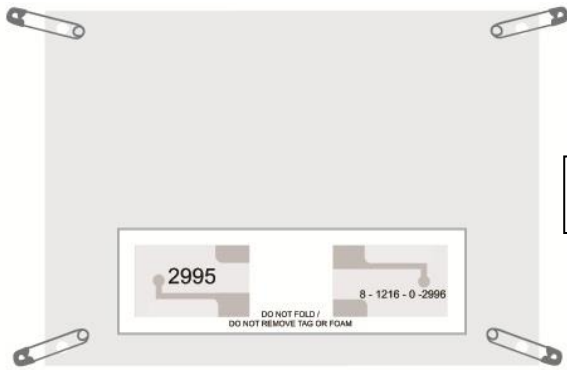 2995
8 - 1216 - 0 -2996
DO NOT FOLD /
DO NOT REMOVE TAG OR FOAM